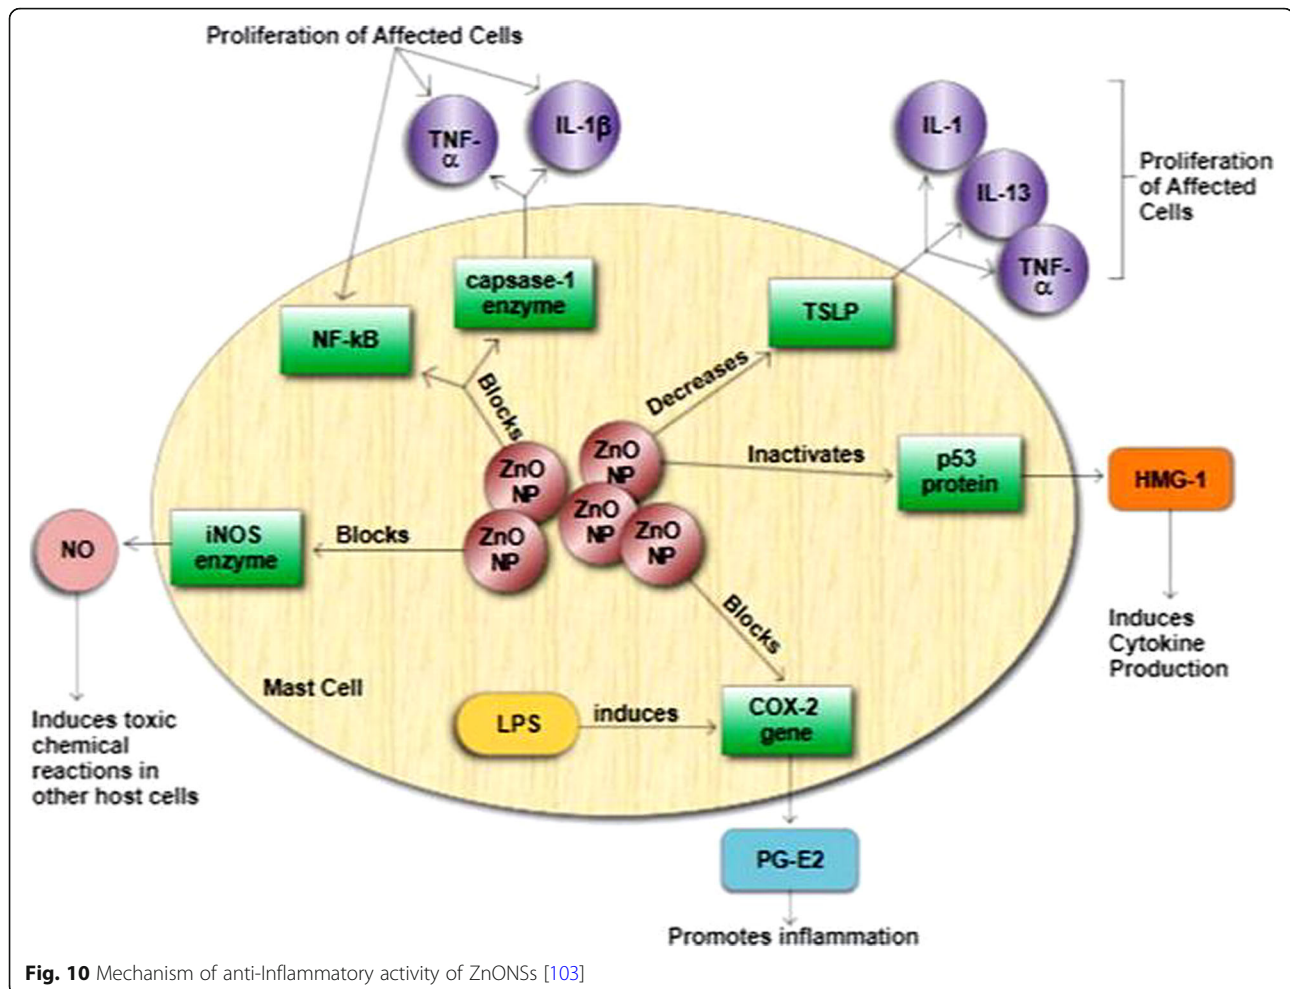 Proliferation of Affected Cells
TNF-
α
IL-1β
IL-1
IL-13
TNF-
α
Proliferation
of Affected
Cells
capsase-1
enzyme
NF-kB
TSLP
Blocks
Decreases
ZnO
NP
ZnO
NP
ZnO
NP
ZnO
NP
ZnO
NP
Inactivates
p53
protein
HMG-1
Induces
Cytokine
Production
NO
iNOS
enzyme
Blocks
Induces toxic
chemical
reactions in
other host cells
Blocks
Mast Cell
LPS
induces
COX-2
gene
PG-E2
Promotes inflammation
Fig. 10 Mechanism of anti-Inflammatory activity of ZnONSs [103]